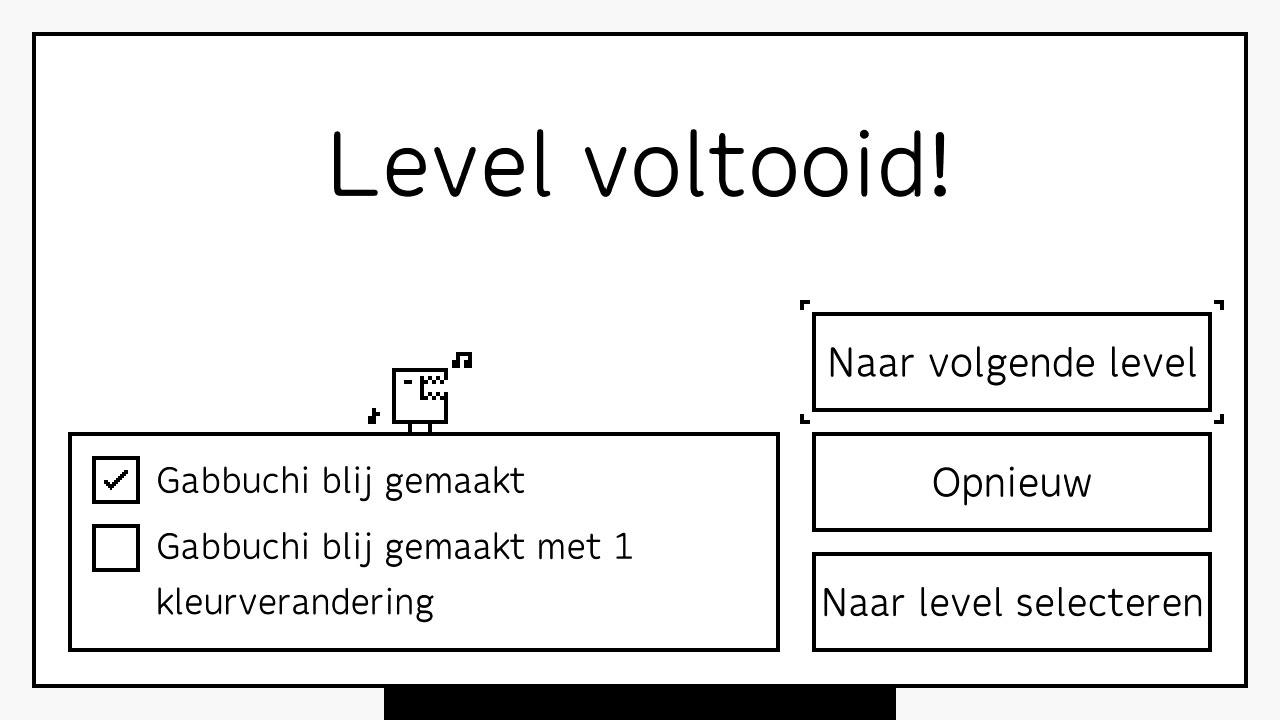 Level voltooid!
Naar volgende level
Gabbuchi blij gemaakt
Opnieuw
Gabbuchi blij gemaakt met 1
kleurverandering
Naar level selecteren